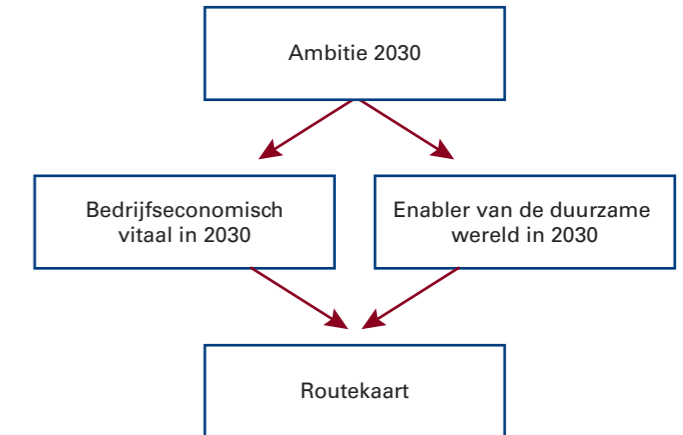 Ambitie 2030
Bedrijfseconomisch
vitaal in 2030
Enabler van de duurzame
wereld in 2030
Routekaart